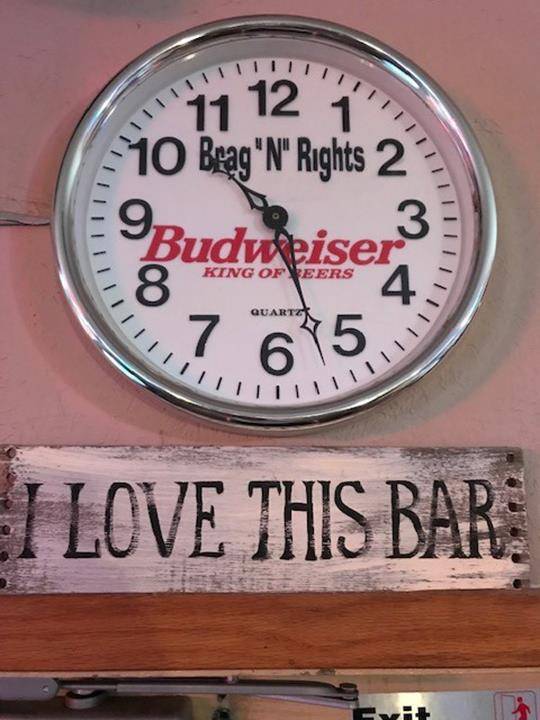 12
11 1
Brag "N" Rights
10 2
9 3
Budweiser
KING OF BEERS
8 4
QUARTZ
7 5
6
I LOVE THIS BAR
Exit